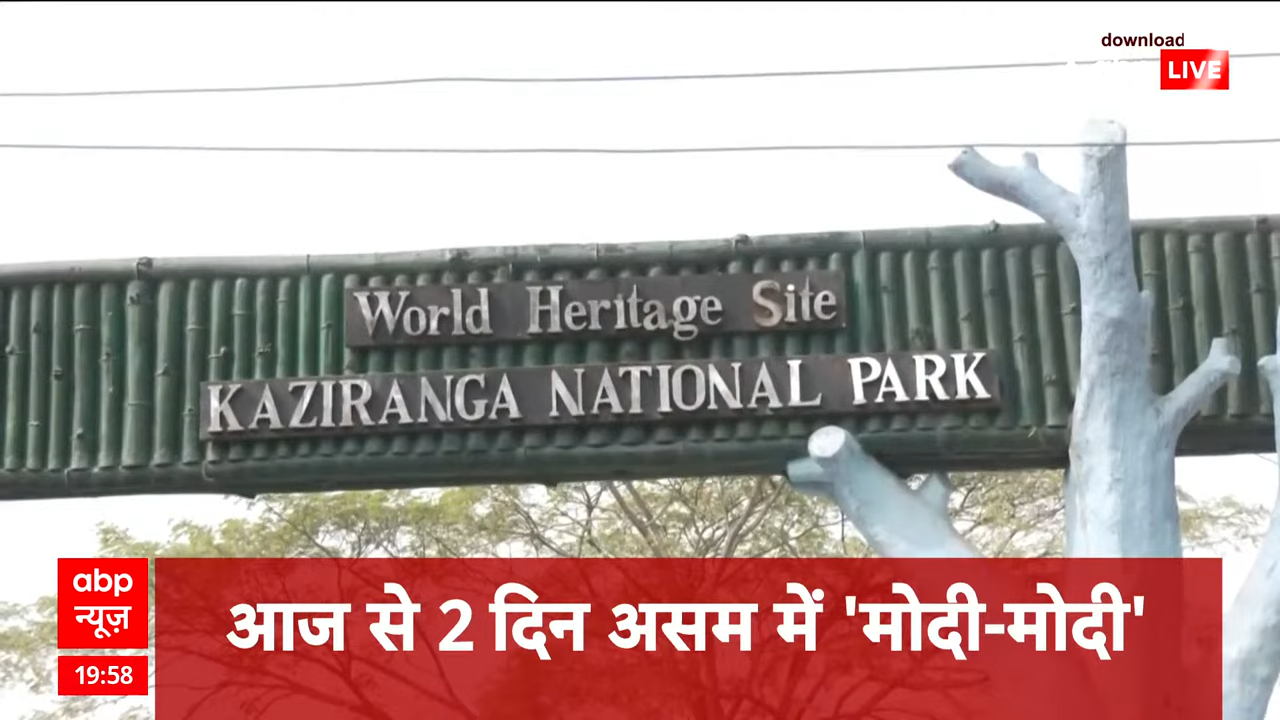 download
LIVE
World Heritage Site
KAZIRANGA NATIONAL PARK
abp
न्यूज़
आज से 2 दिन असम में 'मोदी-मोदी'
19:58